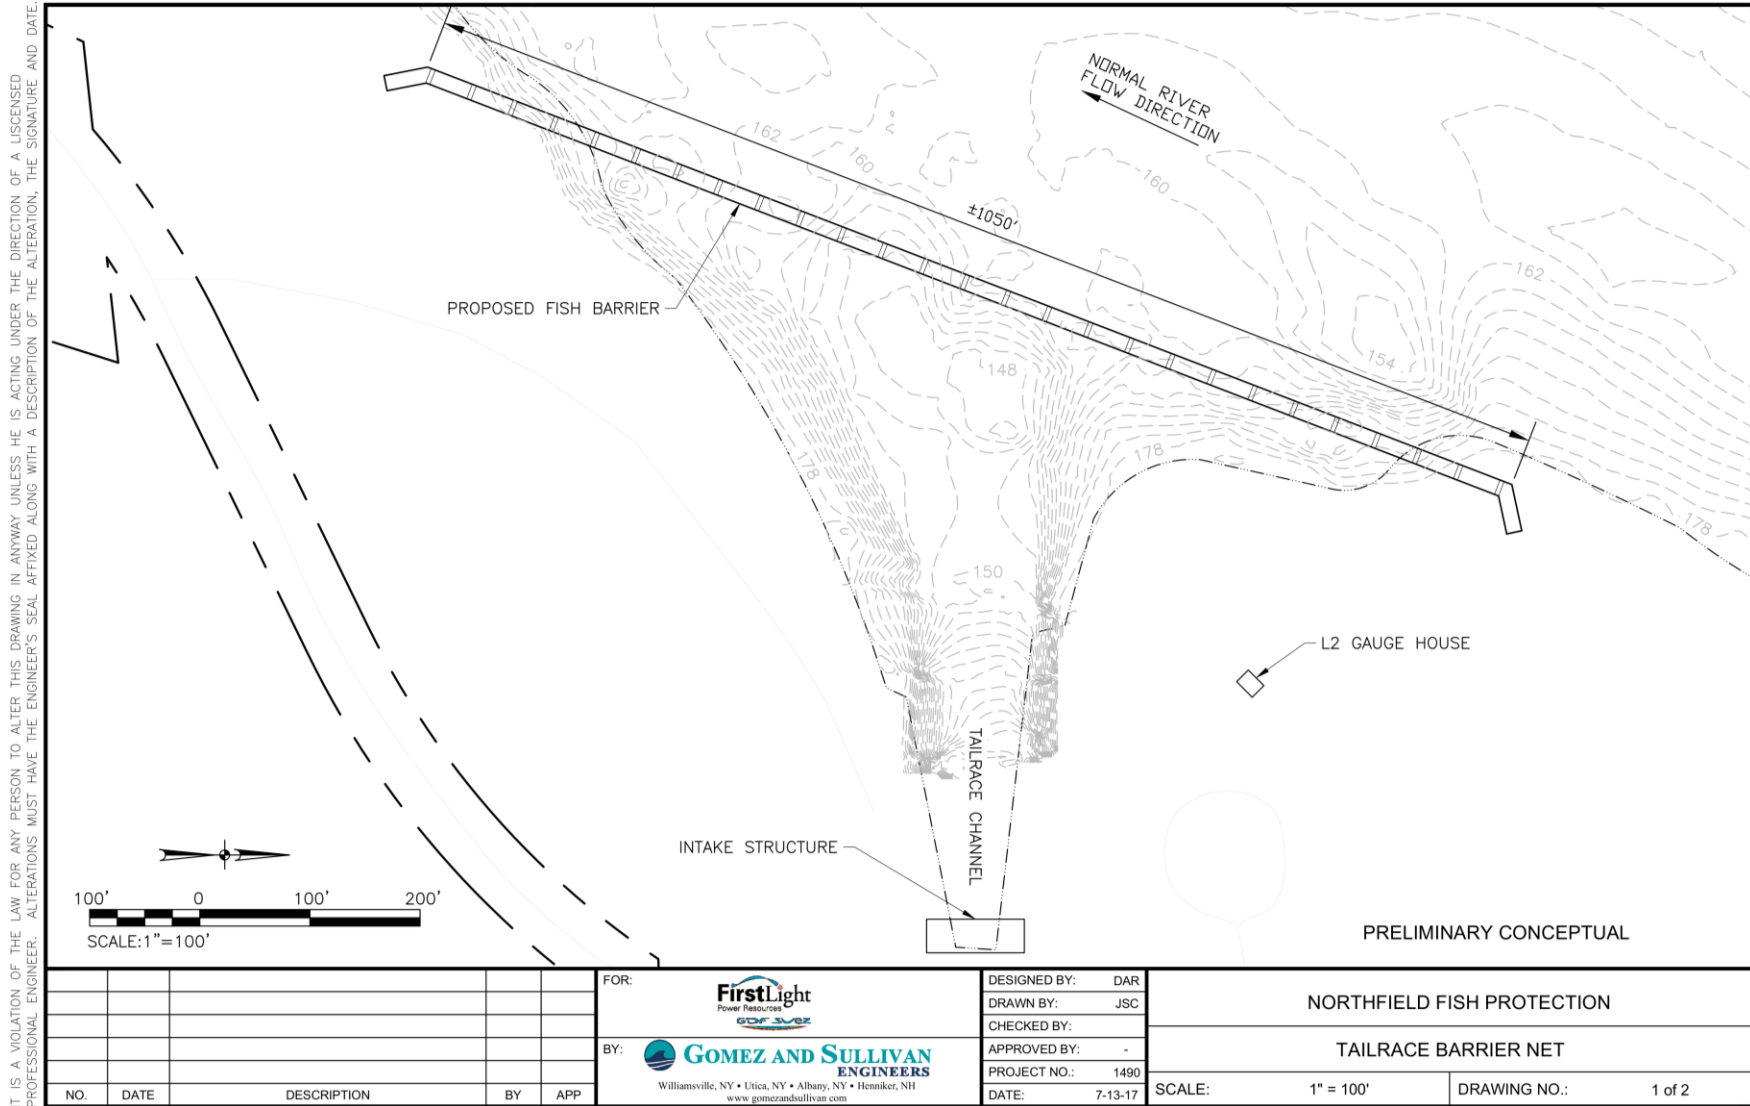 IT IS A VIOLATION OF THE LAW FOR ANY PERSON TO ALTER THIS DRAWING IN ANYWAY UNLESS HE IS ACTING UNDER THE DIRECTION OF A LISCENSED
PROFESSIONAL ENGINEER. ALTERATIONS MUST HAVE THE ENGINEER'S SEAL AFFIXED ALONG WITH A DESCRIPTION OF THE ALTERATION, THE SIGNATURE AND DATE.
NORMAL RIVER
FLOW DIRECTION
162
160
160
±1050'
162
PROPOSED FISH BARRIER
154
148
178
178
178
150
L2 GAUGE HOUSE
TAILRACE CHANNEL
INTAKE STRUCTURE
100' 0 100' 200'
SCALE:1"=100'
PRELIMINARY CONCEPTUAL
NO. DATE DESCRIPTION BY APP
FOR:
FirstLight
Power Resources
GDF SUEZ
BY:
GOMEZ AND SULLIVAN
ENGINEERS
Williamsville, NY • Utica, NY • Albany, NY • Henniker, NH
www.gomezandsullivan.com
DESIGNED BY: DAR
DRAWN BY: JSC
CHECKED BY:
APPROVED BY: -
PROJECT NO.: 1490
DATE: 7-13-17
NORTHFIELD FISH PROTECTION
TAILRACE BARRIER NET
SCALE: 1" = 100'
DRAWING NO.: 1 of 2